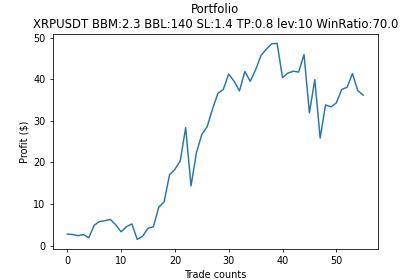 Portfolio
XRPUSDT BBM:2.3 BBL:140 SL:1.4 TP:0.8 lev:10 WinRatio:70.0
50
40
30
20
10
0
Profit ($)
0 10 20 30 40 50
Trade counts